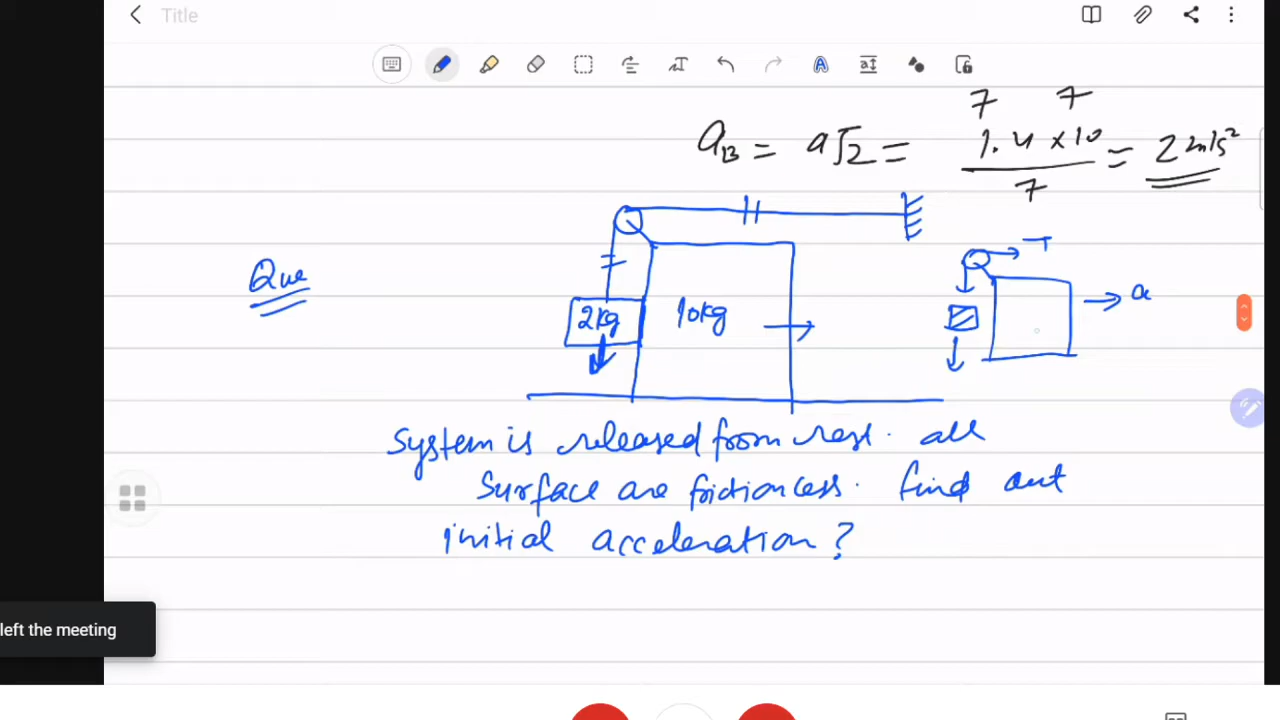 Title
7 7
a_B = a√2 = 1.4 × 10 / 7 = 2 m/s²
Que
T
a
2kg
10kg
System is released from rest. all
surface are frictionless. find out
initial acceleration?
left the meeting